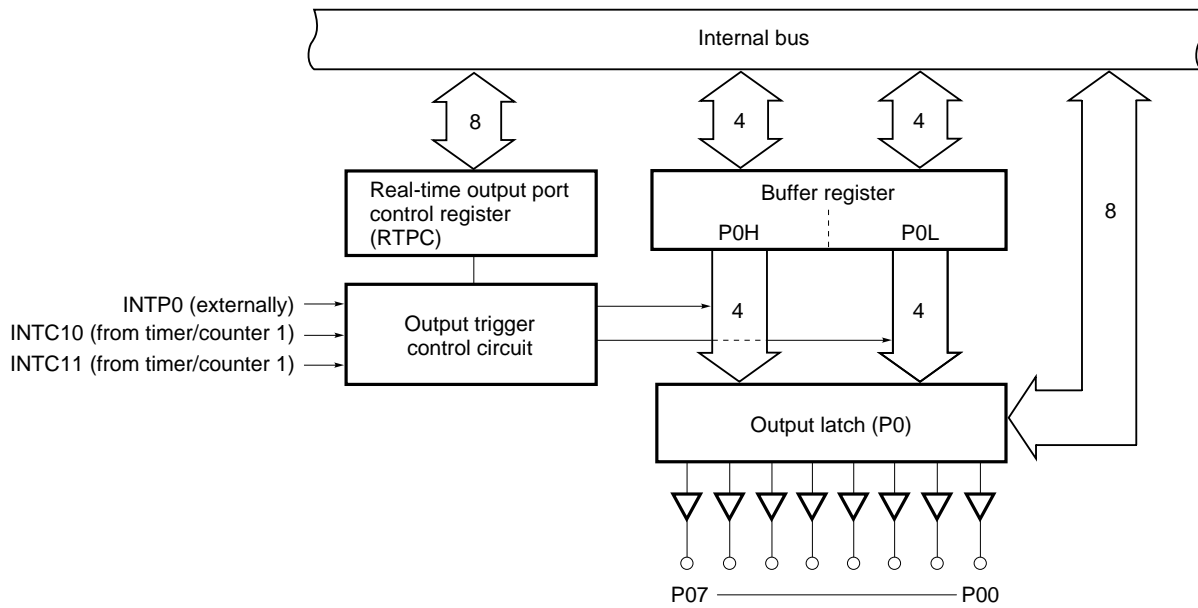 Internal bus
8
4
4
8
Real-time output port
control register
(RTPC)
Buffer register
P0H
P0L
INTP0 (externally)
INTC10 (from timer/counter 1)
INTC11 (from timer/counter 1)
Output trigger
control circuit
4
4
Output latch (P0)
P07
P00